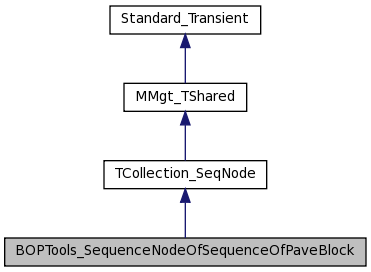 Standard_Transient
MMgt_TShared
TCollection_SeqNode
BOPTools_SequenceNodeOfSequenceOfPaveBlock